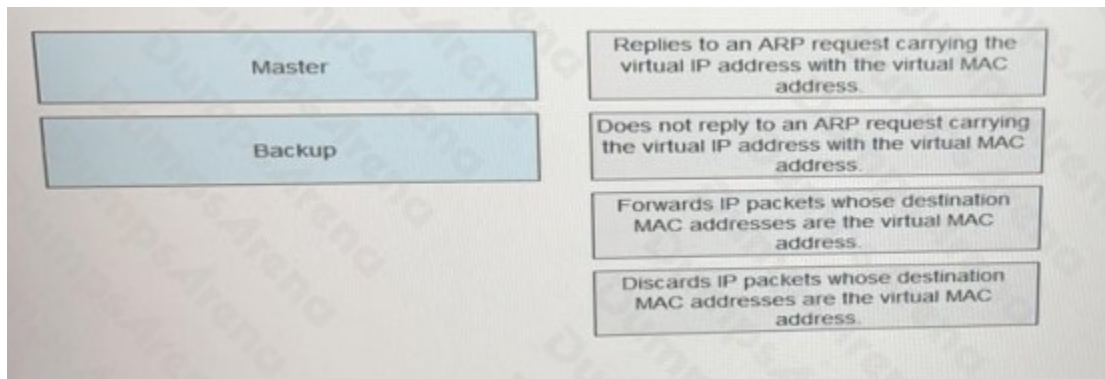 Master
Backup
Replies to an ARP request carrying the
virtual IP address with the virtual MAC
address.
Does not reply to an ARP request carrying
the virtual IP address with the virtual MAC
address.
Forwards IP packets whose destination
MAC addresses are the virtual MAC
address.
Discards IP packets whose destination
MAC addresses are the virtual MAC
address.
DumpsArena